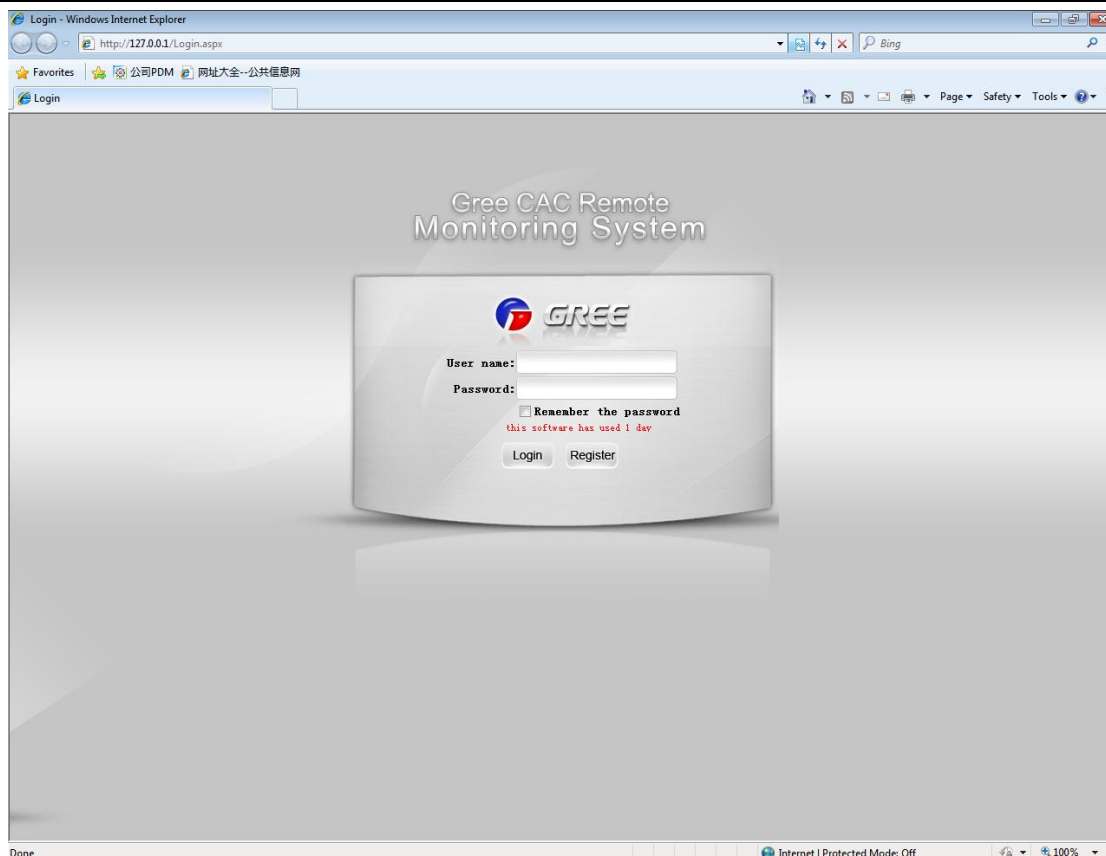 Login - Windows Internet Explorer
http://127.0.0.1/Login.aspx
Bing
Favorites 公司PDM 网址大全--公共信息网
Login
Page Safety Tools
Gree CAC Remote
Monitoring System
GREE
User name:
Password:
Remember the password
this software has used 1 day
Login Register
Done Internet | Protected Mode: Off 100%